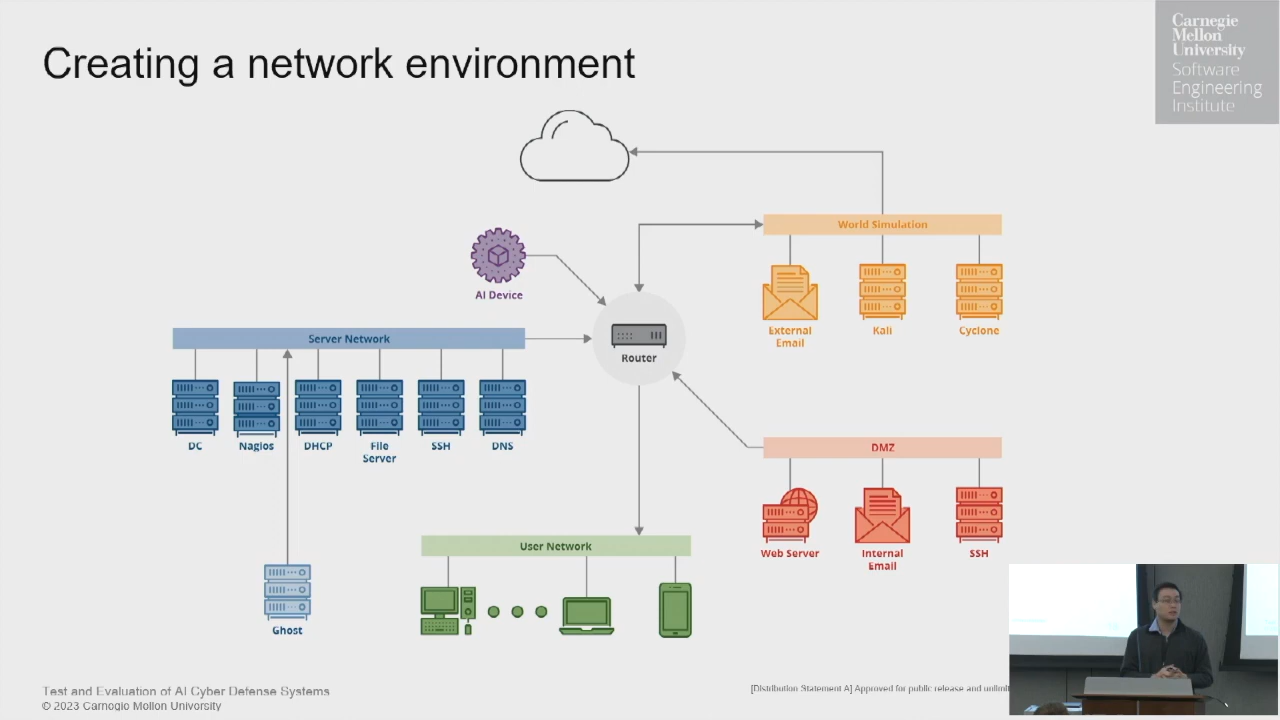 Creating a network environment
Carnegie
Mellon
University
Software
Engineering
Institute
World Simulation
AI Device
External
Email
Kali
Cyclone
Server Network
Router
DC
Nagios
DHCP
File
Server
SSH
DNS
DMZ
Web Server
Internal
Email
SSH
User Network
Ghost
Test and Evaluation of AI Cyber Defense Systems
© 2023 Carnegie Mellon University
[Distribution Statement A] Approved for public release and